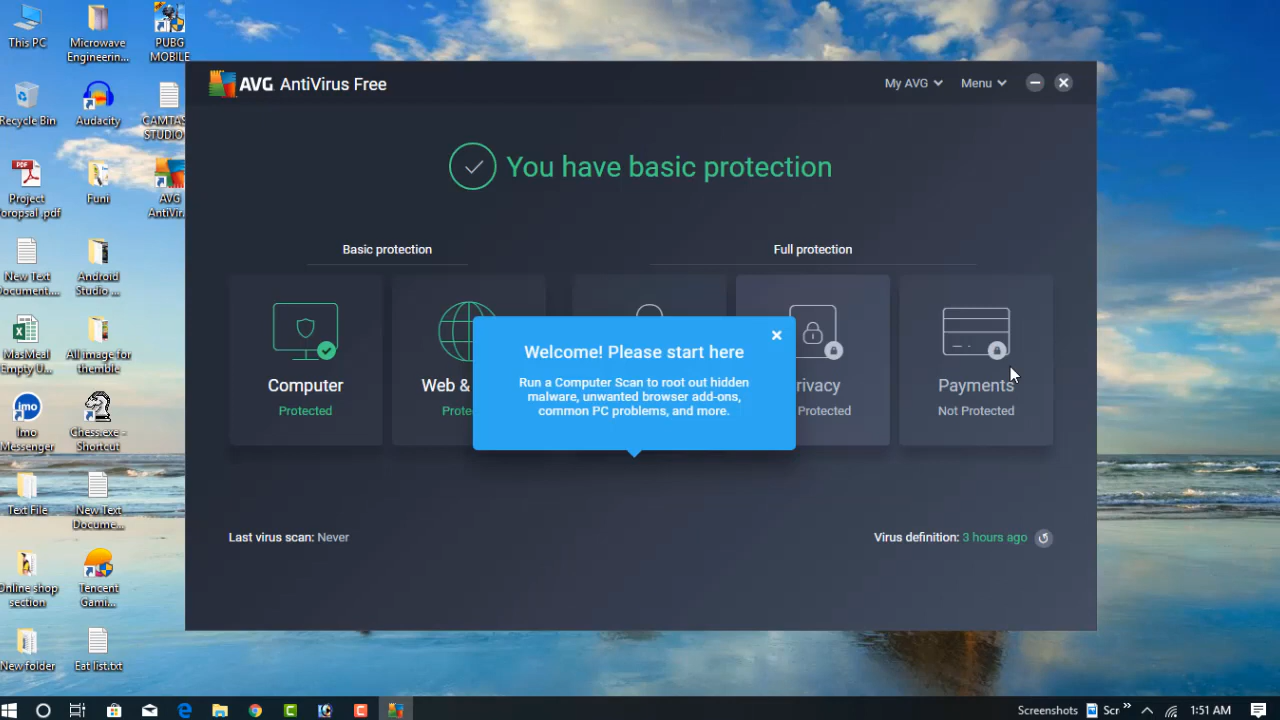 This PC
Microwave
Engineerin...
PUBG
MOBILE
Recycle Bin
Audacity
CAMTAS
STUDIO
Project
Poropsal .pdf
Funi
AVG
AntiVir
New Text
Document....
Android
Studio ...
MasMeal
Empty U...
All image for
themble
Imo
Messenger
Chess.exe -
Shortcut
Text File
New Text
Docume...
Online shop
section
Tencent
Gami...
New folder
Eat list.txt
AVG AntiVirus Free
My AVG
Menu
You have basic protection
Basic protection
Full protection
Computer
Protected
Web &
Prote
rivacy
Protected
Payments
Not Protected
Welcome! Please start here
Run a Computer Scan to root out hidden
malware, unwanted browser add-ons,
common PC problems, and more.
Last virus scan: Never
Virus definition: 3 hours ago
Screenshots
Scr
1:51 AM